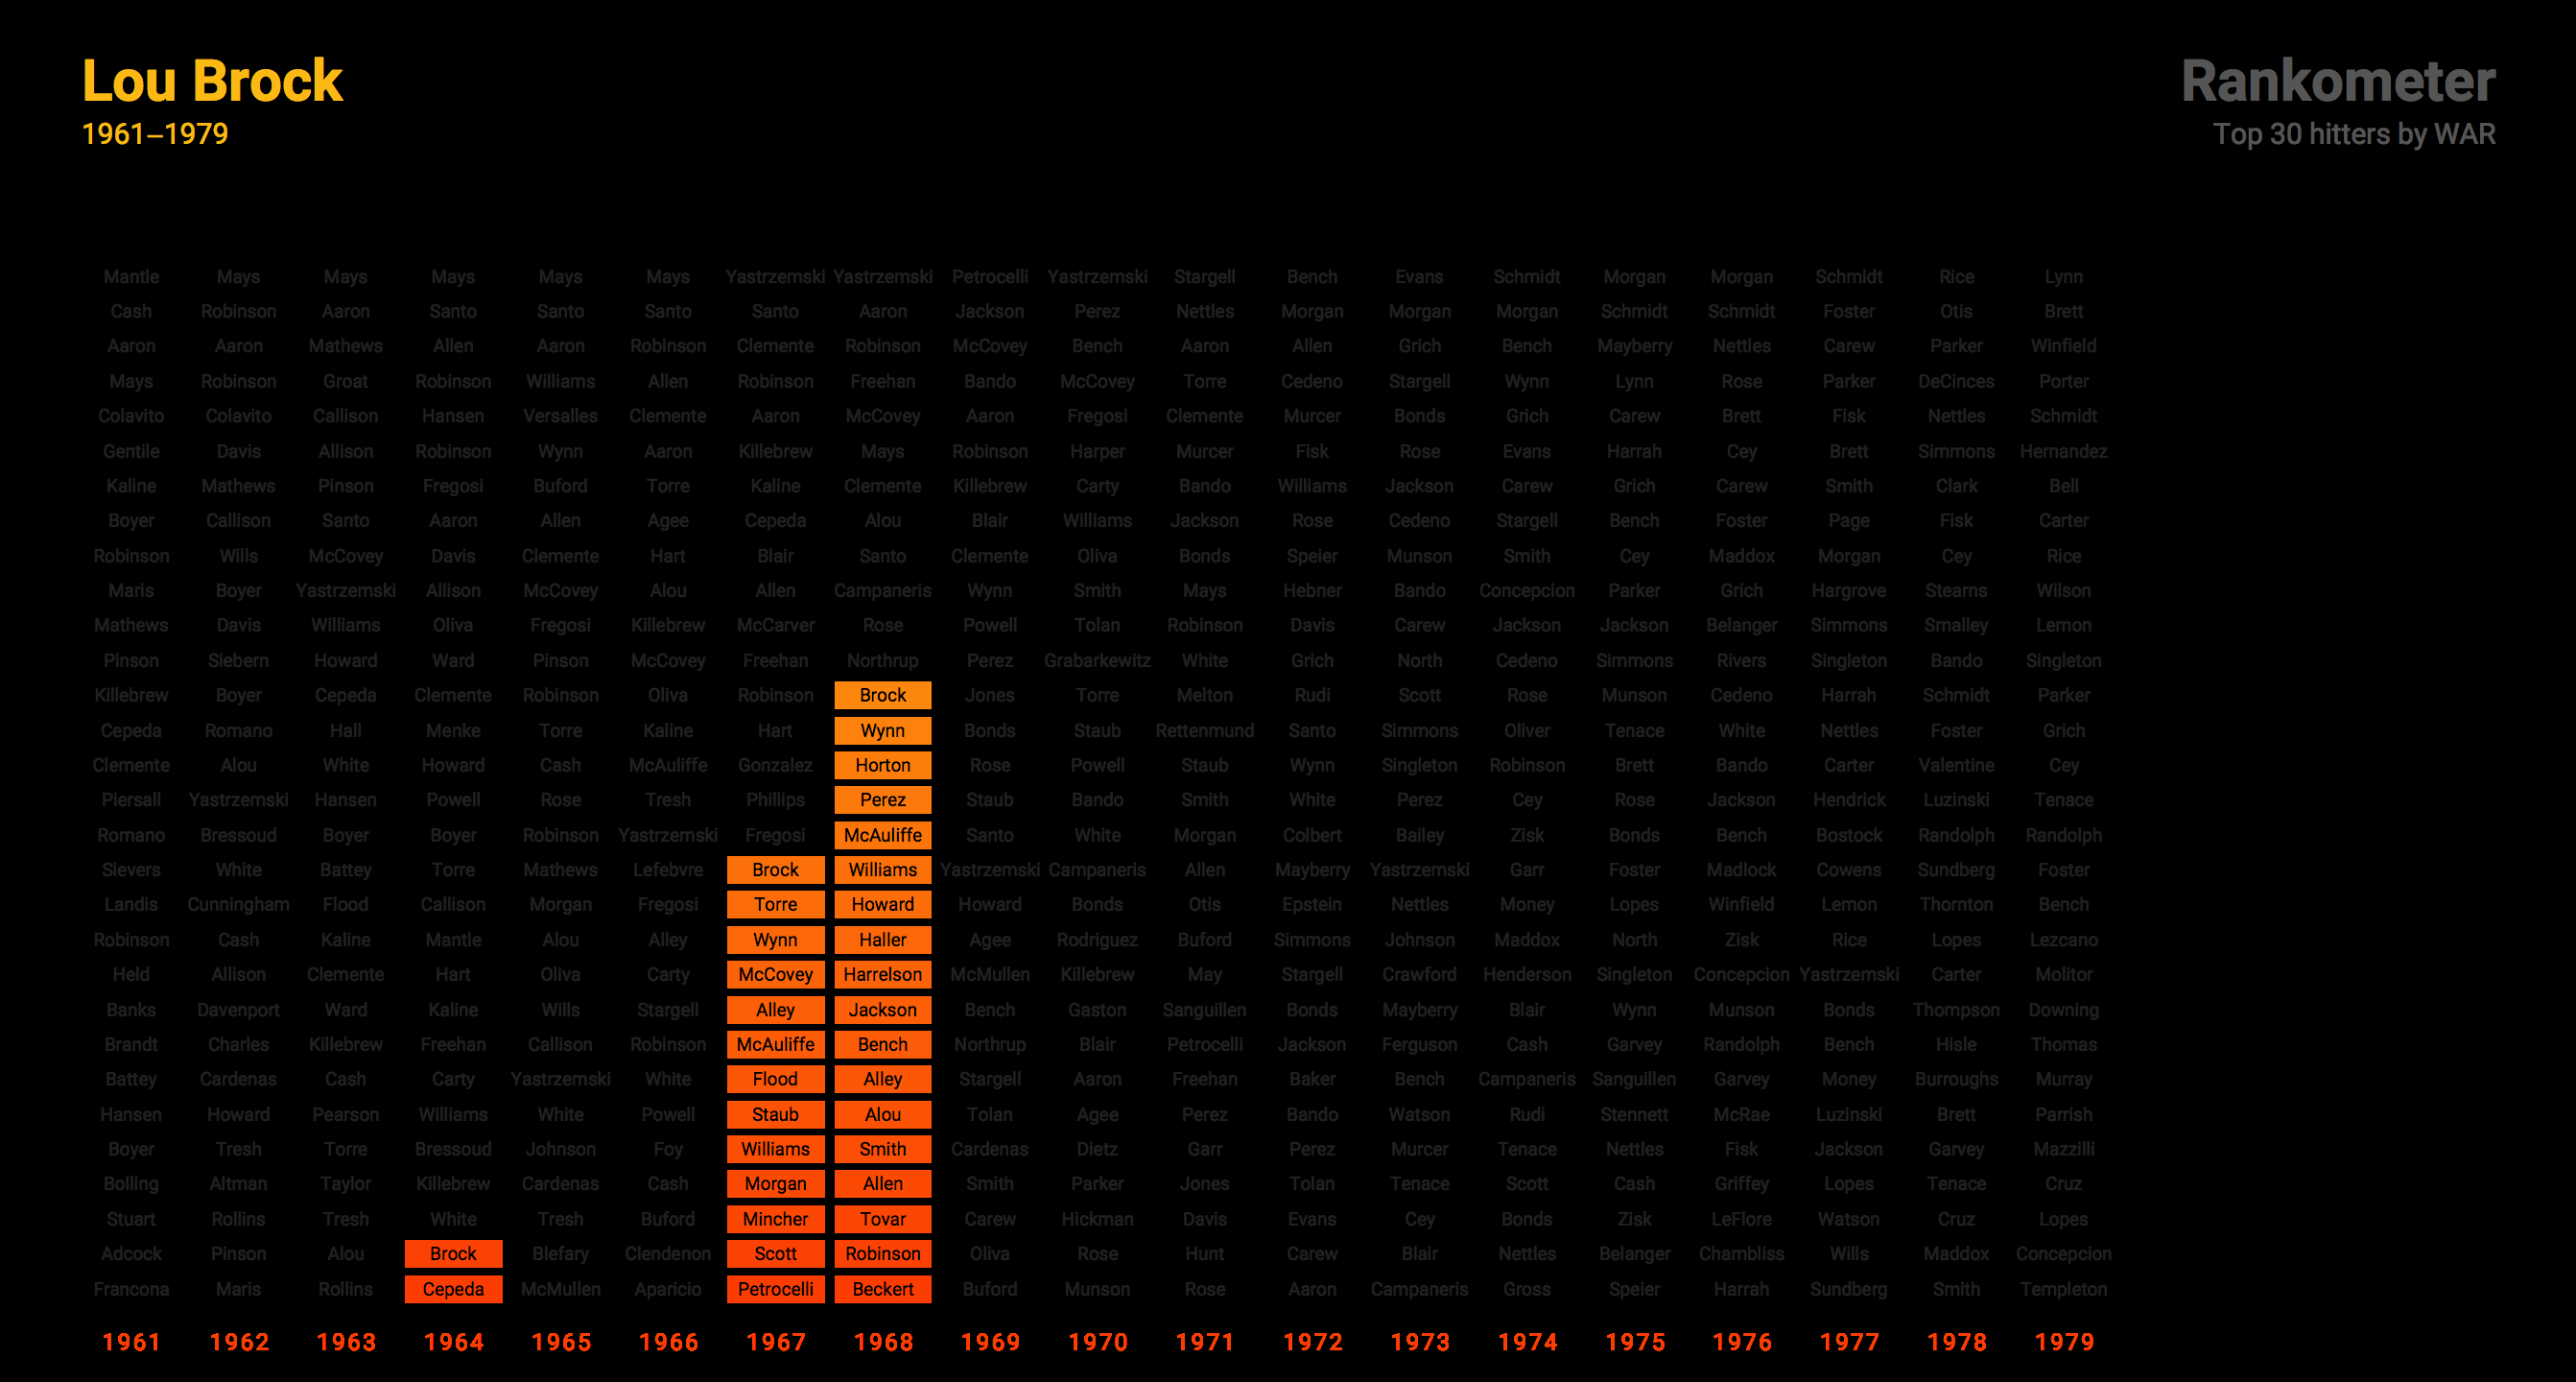 Lou Brock
1961–1979
Rankometer
Top 30 hitters by WAR
Mantle Mays Mays Mays Mays Mays Yastrzemski Yastrzemski Petrocelli Yastrzemski Stargell Bench Evans Schmidt Morgan Morgan Schmidt Rice Lynn
Cash Robinson Aaron Santo Santo Santo Santo Aaron Jackson Perez Nettles Morgan Morgan Morgan Schmidt Schmidt Foster Otis Brett
Aaron Aaron Mathews Allen Aaron Robinson Clemente Robinson McCovey Bench Aaron Allen Grich Bench Mayberry Nettles Carew Parker Winfield
Mays Robinson Groat Robinson Williams Allen Robinson Freehan Bando McCovey Torre Cedeno Stargell Wynn Lynn Rose Parker DeCinces Porter
Colavito Colavito Callison Hansen Versalles Clemente Aaron McCovey Aaron Fregosi Clemente Murcer Bonds Grich Carew Brett Fisk Nettles Schmidt
Gentile Davis Allison Robinson Wynn Aaron Killebrew Mays Robinson Harper Murcer Fisk Rose Evans Harrah Cey Brett Simmons Hernandez
Kaline Mathews Pinson Fregosi Buford Torre Kaline Clemente Killebrew Carty Bando Williams Jackson Carew Grich Carew Smith Clark Bell
Boyer Callison Santo Aaron Allen Agee Cepeda Alou Blair Williams Jackson Rose Cedeno Stargell Bench Foster Page Fisk Carter
Robinson Wills McCovey Davis Clemente Hart Blair Santo Clemente Oliva Bonds Speier Munson Smith Cey Maddox Morgan Cey Rice
Maris Boyer Yastrzemski Allison McCovey Alou Allen Campaneris Wynn Smith Mays Hebner Bando Concepcion Parker Grich Hargrove Stearns Wilson
Mathews Davis Williams Oliva Fregosi Killebrew McCarver Rose Powell Tolan Robinson Davis Carew Jackson Jackson Belanger Simmons Smalley Lemon
Pinson Siebern Howard Ward Pinson McCovey Freehan Northrup Perez Grabarkewitz White Grich North Cedeno Simmons Rivers Singleton Bando Singleton
Killebrew Boyer Cepeda Clemente Robinson Oliva Robinson Brock Jones Torre Melton Rudi Scott Rose Munson Cedeno Harrah Schmidt Parker
Cepeda Romano Hall Menke Torre Kaline Hart Wynn Bonds Staub Rettenmund Santo Simmons Oliver Tenace White Nettles Foster Grich
Clemente Alou White Howard Cash McAuliffe Gonzalez Horton Rose Powell Staub Wynn Singleton Robinson Brett Bando Carter Valentine Cey
Piersall Yastrzemski Hansen Powell Rose Tresh Phillips Perez Staub Bando Smith White Perez Cey Rose Jackson Hendrick Luzinski Tenace
Romano Bressoud Boyer Boyer Robinson Yastrzemski Fregosi McAuliffe Santo White Morgan Colbert Bailey Zisk Bonds Bench Bostock Randolph Randolph
Sievers White Battey Torre Mathews Lefebvre Brock Williams Yastrzemski Campaneris Allen Mayberry Yastrzemski Garr Foster Madlock Cowens Sundberg Foster
Landis Cunningham Flood Callison Morgan Fregosi Torre Howard Howard Bonds Otis Epstein Nettles Money Lopes Winfield Lemon Thornton Bench
Robinson Cash Kaline Mantle Alou Alley Wynn Haller Agee Rodriguez Buford Simmons Johnson Maddox North Zisk Rice Lopes Lezcano
Held Allison Clemente Hart Oliva Carty McCovey Harrelson McMullen Killebrew May Stargell Crawford Henderson Singleton Concepcion Yastrzemski Carter Molitor
Banks Davenport Ward Kaline Wills Stargell Alley Jackson Bench Gaston Sanguillen Bonds Mayberry Blair Wynn Munson Bonds Thompson Downing
Brandt Charles Killebrew Freehan Callison Robinson McAuliffe Bench Northrup Blair Petrocelli Jackson Ferguson Cash Garvey Randolph Bench Hisle Thomas
Battey Cardenas Cash Carty Yastrzemski White Flood Alley Stargell Aaron Freehan Baker Bench Campaneris Sanguillen Garvey Money Burroughs Murray
Hansen Howard Pearson Williams White Powell Staub Alou Tolan Agee Perez Bando Watson Rudi Stennett McRae Luzinski Brett Parrish
Boyer Tresh Torre Bressoud Johnson Foy Williams Smith Cardenas Dietz Garr Perez Murcer Tenace Nettles Fisk Jackson Garvey Mazzilli
Bolling Altman Taylor Killebrew Cardenas Cash Morgan Allen Smith Parker Jones Tolan Tenace Scott Cash Griffey Lopes Tenace Cruz
Stuart Rollins Tresh White Tresh Buford Mincher Tovar Carew Hickman Davis Evans Cey Bonds Zisk LeFlore Watson Cruz Lopes
Adcock Pinson Alou Brock Blefary Clendenon Scott Robinson Oliva Rose Hunt Carew Blair Nettles Belanger Chambliss Wills Maddox Concepcion
Francona Maris Rollins Cepeda McMullen Aparicio Petrocelli Beckert Buford Munson Rose Aaron Campaneris Gross Speier Harrah Sundberg Smith Templeton
1961 1962 1963 1964 1965 1966 1967 1968 1969 1970 1971 1972 1973 1974 1975 1976 1977 1978 1979